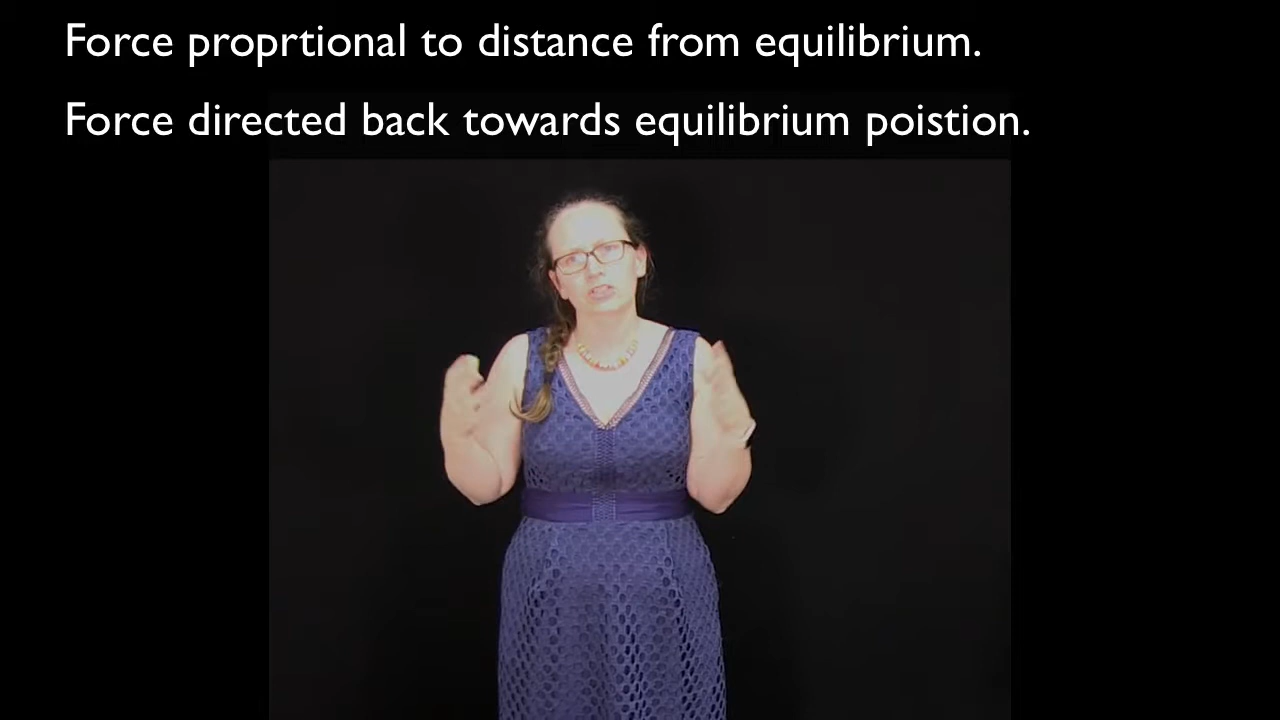 Force proprtional to distance from equilibrium.
Force directed back towards equilibrium poistion.